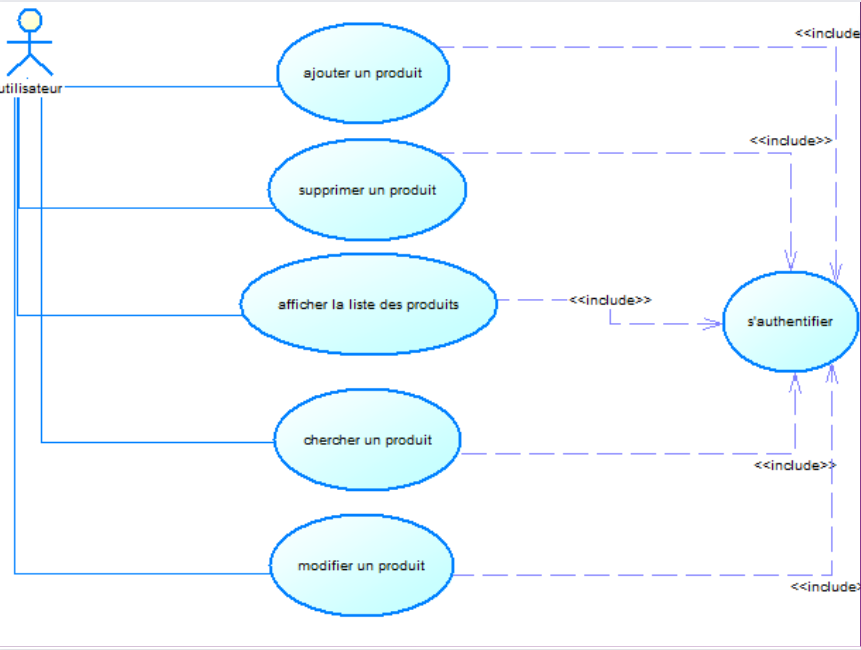 <<include
ajouter un produit
utilisateur
<<include>>
supprimer un produit
<<include>>
afficher la liste des produits
s'authentifier
chercher un produit
<<include>>
modifier un produit
<<include>